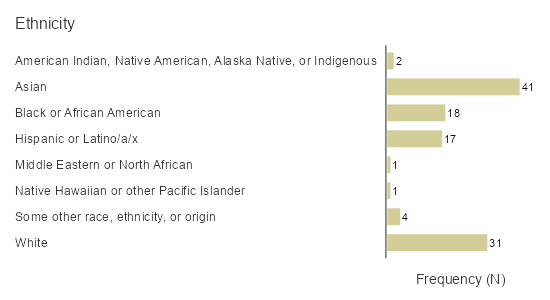 Ethnicity
American Indian, Native American, Alaska Native, or Indigenous 2
Asian 41
Black or African American 18
Hispanic or Latino/a/x 17
Middle Eastern or North African 1
Native Hawaiian or other Pacific Islander 1
Some other race, ethnicity, or origin 4
White 31
Frequency (N)